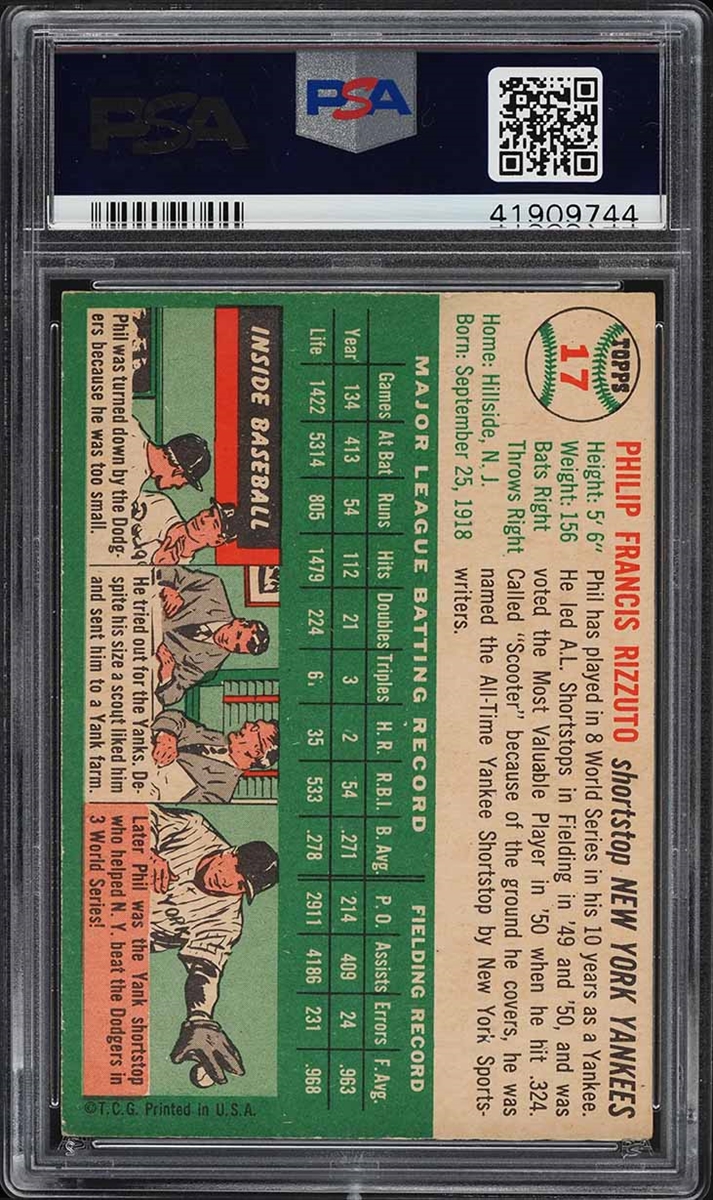 PSA
PSA
41909744
TOPPS
17
PHILIP FRANCIS RIZZUTO shortstop NEW YORK YANKEES
Height: 5' 6"
Weight: 156
Bats Right
Throws Right
Home: Hillside, N. J.
Born: September 25, 1918
Phil has played in 8 World Series in his 10 years as a Yankee.
He led A.L. Shortstops in Fielding in '49 and '50, and was
voted the Most Valuable Player in '50 when he hit .324.
Called "Scooter" because of the ground he covers, he was
named the All-Time Yankee Shortstop by New York Sports-
writers.
MAJOR LEAGUE BATTING RECORD FIELDING RECORD
Games At Bat Runs Hits Doubles Triples H.R. R.B.I. B. Avg. P. O. Assists Errors F. Avg.
Year 134 413 54 112 21 3 2 54 .271 214 409 24 .963
Life 1422 5314 805 1479 224 61 35 533 .278 2911 4186 231 .968
INSIDE BASEBALL
Phil was turned down by the Dodg-
ers because he was too small.
He tried out for the Yanks. De-
spite his size a scout liked him
and sent him to a Yank farm.
YORK
Later Phil was the Yank shortstop
who helped N. Y. beat the Dodgers in
3 World Series!
©T.C.G. Printed in U.S.A.